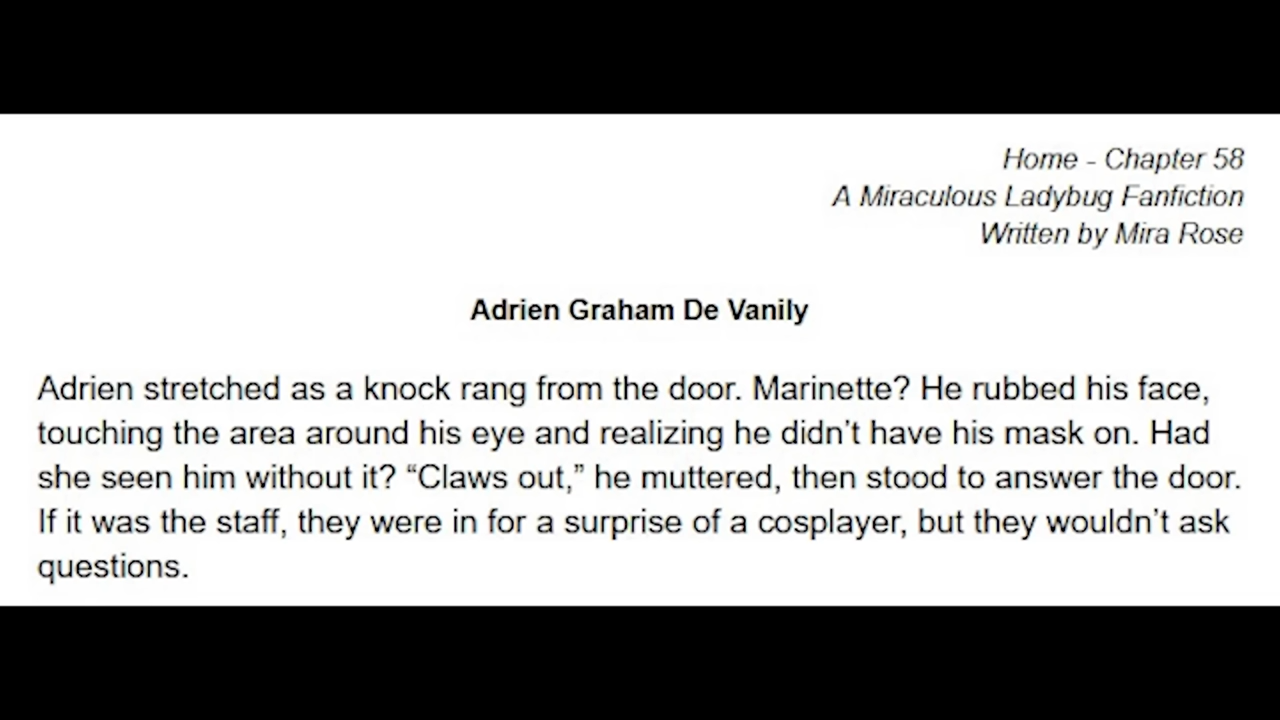 Home - Chapter 58
A Miraculous Ladybug Fanfiction
Written by Mira Rose
Adrien Graham De Vanily
Adrien stretched as a knock rang from the door. Marinette? He rubbed his face,
touching the area around his eye and realizing he didn’t have his mask on. Had
she seen him without it? “Claws out,” he muttered, then stood to answer the door.
If it was the staff, they were in for a surprise of a cosplayer, but they wouldn’t ask
questions.